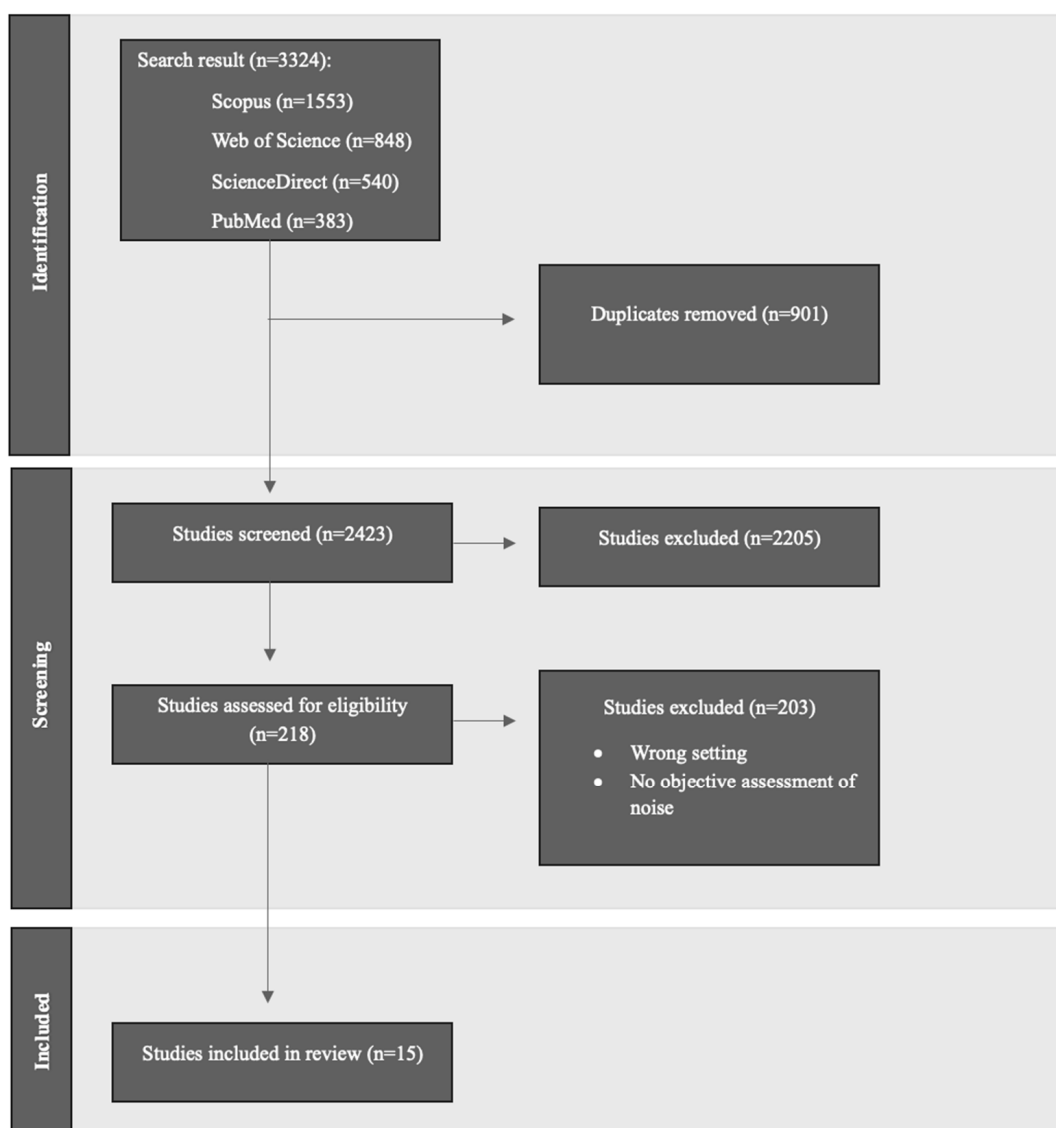 Identification
Search result (n=3324):
Scopus (n=1553)
Web of Science (n=848)
ScienceDirect (n=540)
PubMed (n=383)
Duplicates removed (n=901)
Screening
Studies screened (n=2423)
Studies excluded (n=2205)
Studies assessed for eligibility
(n=218)
Studies excluded (n=203)
• Wrong setting
• No objective assessment of
noise
Included
Studies included in review (n=15)